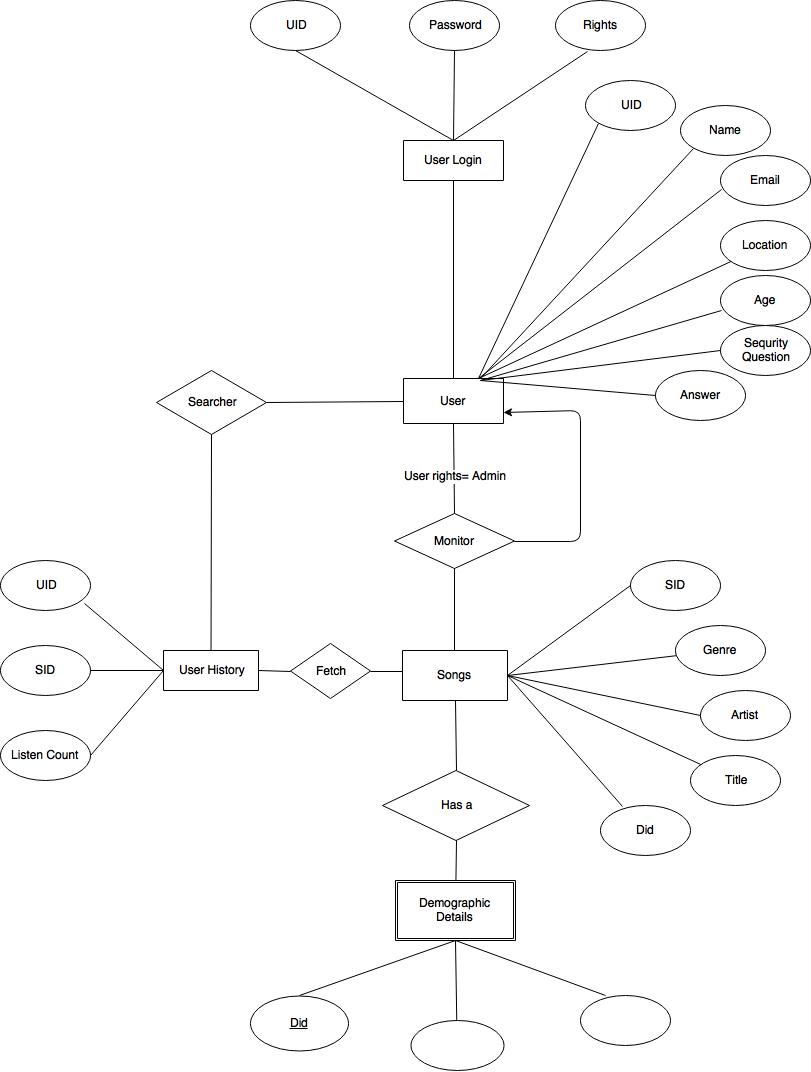 UID
Password
Rights
UID
Name
User Login
Email
Location
Age
Sequrity
Question
Answer
Searcher
User
User rights= Admin
Monitor
UID
SID
Genre
SID
User History
Fetch
Songs
Artist
Listen Count
Title
Has a
Did
Demographic
Details
Did